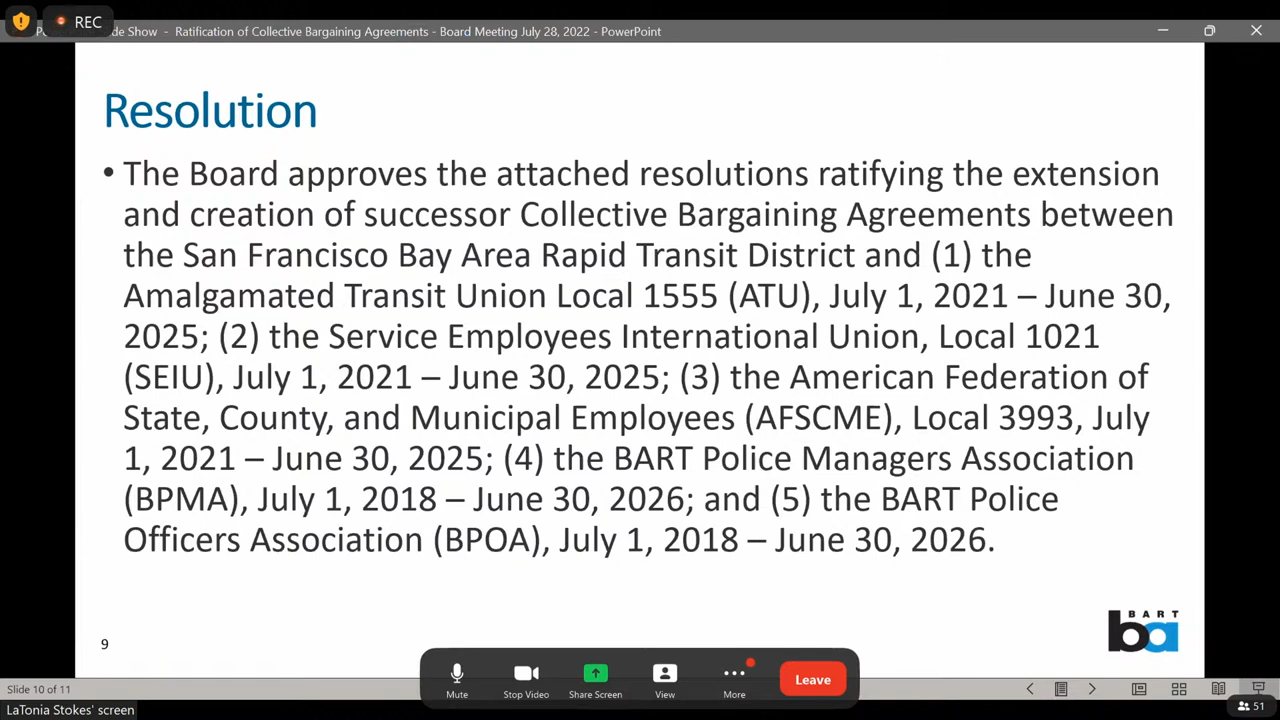 REC
de Show - Ratification of Collective Bargaining Agreements - Board Meeting July 28, 2022 - PowerPoint
Resolution
• The Board approves the attached resolutions ratifying the extension
and creation of successor Collective Bargaining Agreements between
the San Francisco Bay Area Rapid Transit District and (1) the
Amalgamated Transit Union Local 1555 (ATU), July 1, 2021 – June 30,
2025; (2) the Service Employees International Union, Local 1021
(SEIU), July 1, 2021 – June 30, 2025; (3) the American Federation of
State, County, and Municipal Employees (AFSCME), Local 3993, July
1, 2021 – June 30, 2025; (4) the BART Police Managers Association
(BPMA), July 1, 2018 – June 30, 2026; and (5) the BART Police
Officers Association (BPOA), July 1, 2018 – June 30, 2026.
BART
ba
9
Mute
Stop Video
Share Screen
View
More
Leave
Slide 10 of 11
LaTonia Stokes' screen
51